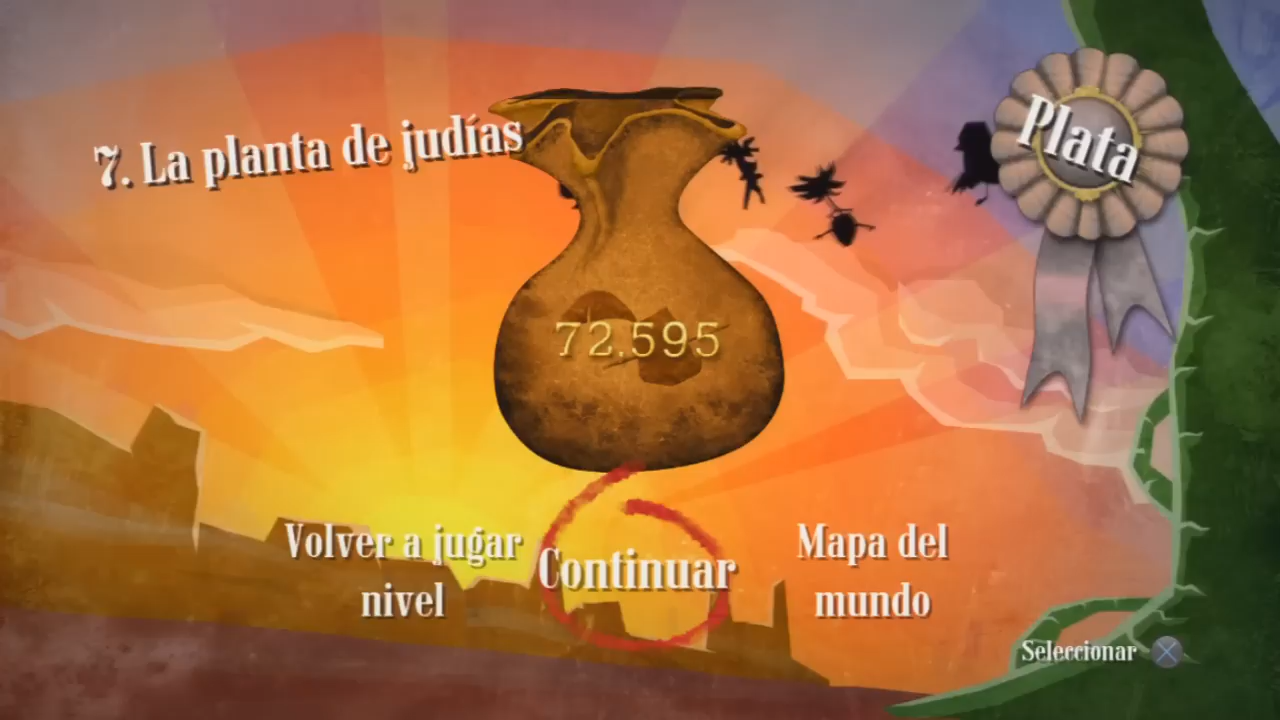 7. La planta de judías
Plata
72.595
Volver a jugar
nivel
Continuar
Mapa del
mundo
Seleccionar